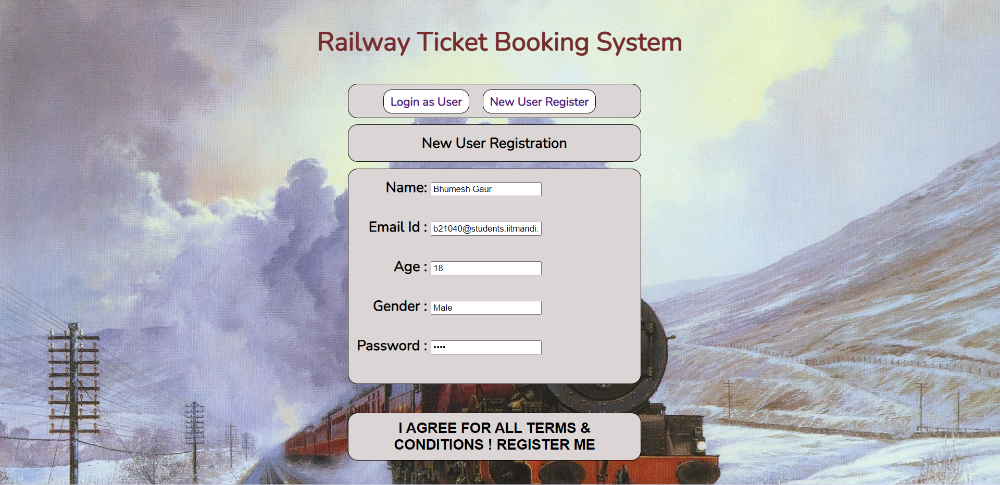 Railway Ticket Booking System
Login as User New User Register
New User Registration
Name: Bhumesh Gaur
Email Id : b21040@students.iitmandi.
Age : 18
Gender : Male
Password : ••••
I AGREE FOR ALL TERMS &
CONDITIONS ! REGISTER ME